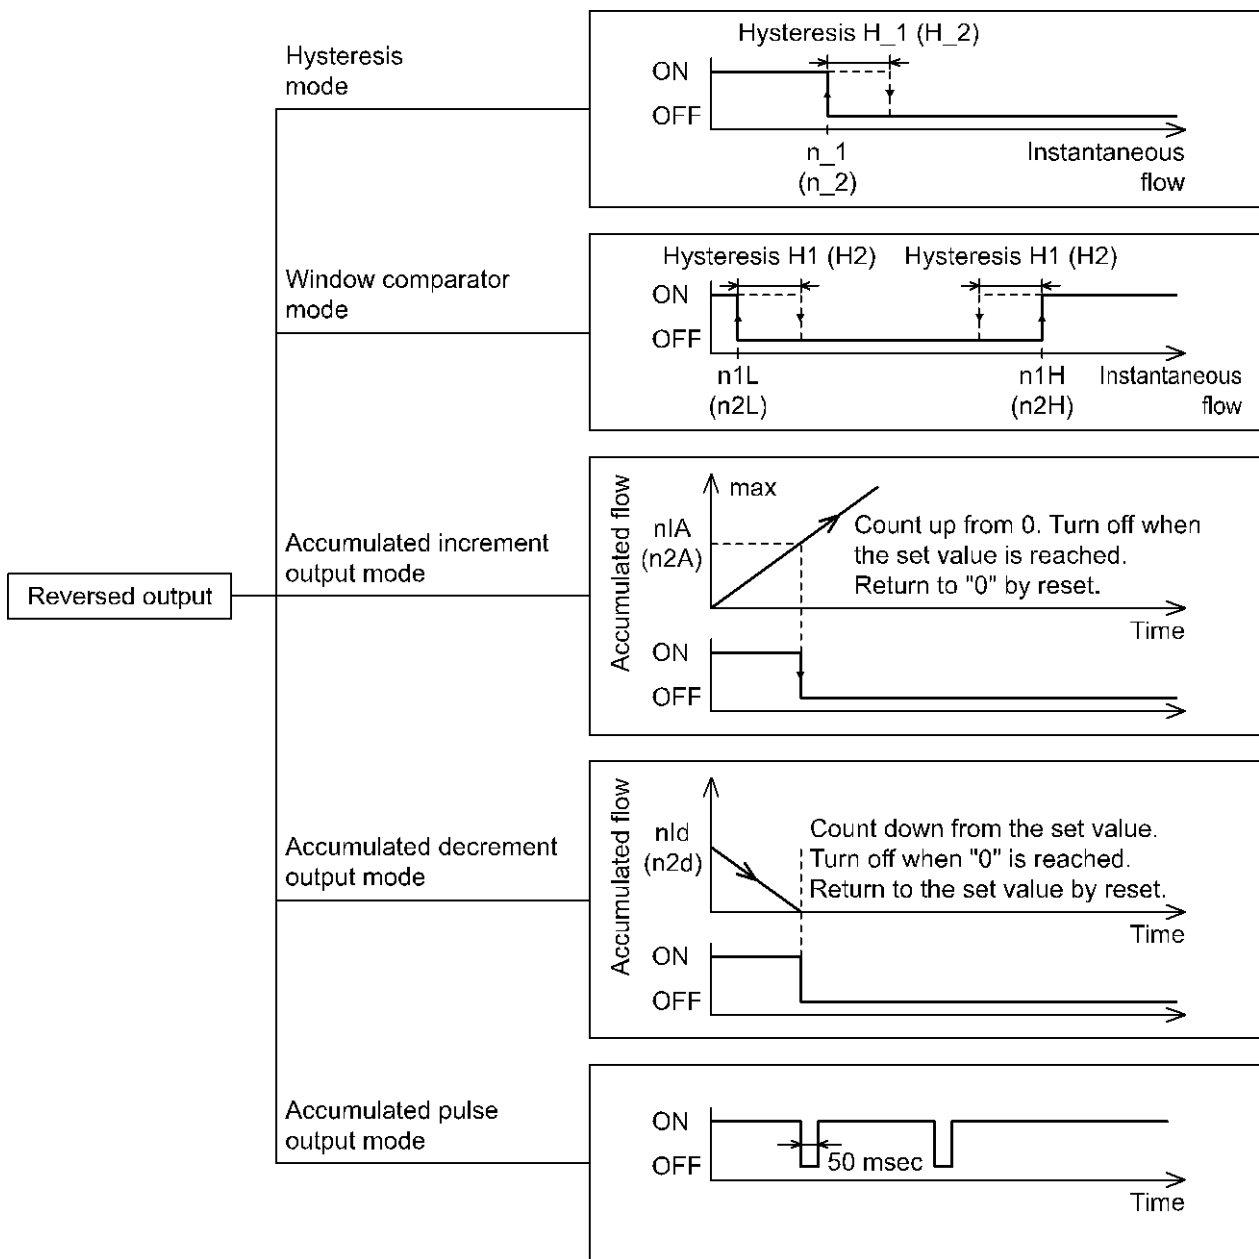 Reversed output
Hysteresis
mode
Hysteresis H_1 (H_2)
ON
OFF
n_1
(n_2)
Instantaneous
flow
Window comparator
mode
Hysteresis H1 (H2)
Hysteresis H1 (H2)
ON
OFF
n1L
(n2L)
n1H
(n2H)
Instantaneous
flow
Accumulated increment
output mode
Accumulated flow
max
nIA
(n2A)
Count up from 0. Turn off when
the set value is reached.
Return to "0" by reset.
Time
ON
OFF
Accumulated decrement
output mode
Accumulated flow
nId
(n2d)
Count down from the set value.
Turn off when "0" is reached.
Return to the set value by reset.
Time
ON
OFF
Accumulated pulse
output mode
ON
OFF
50 msec
Time